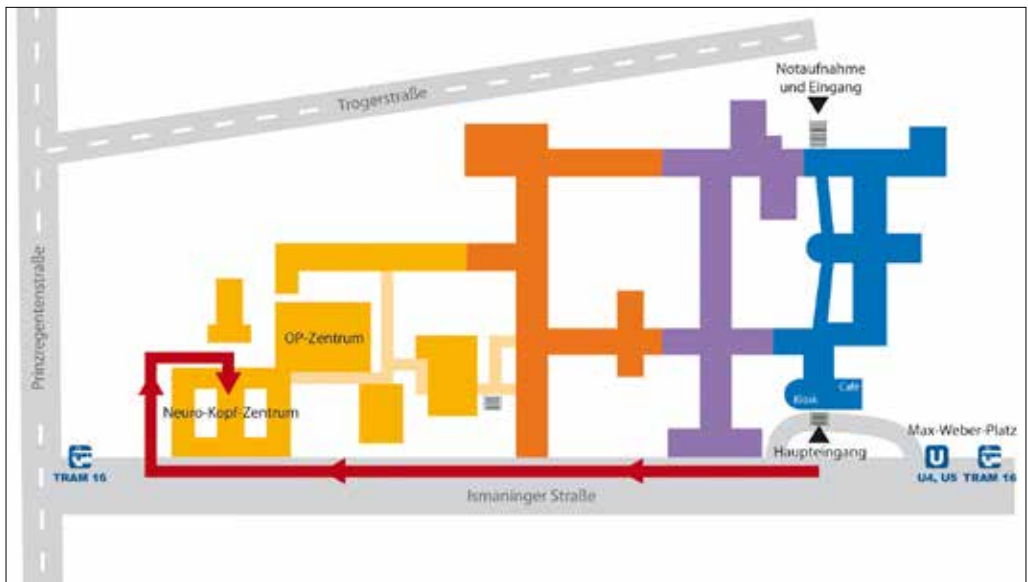 Notaufnahme
und Eingang
Trogerstraße
Prinzregentenstraße
OP-Zentrum
Neuro-Kopf-Zentrum
Café
Kiosk
Max-Weber-Platz
Haupteingang
U
TRAM 16
U4, U5 TRAM 16
Ismaninger Straße